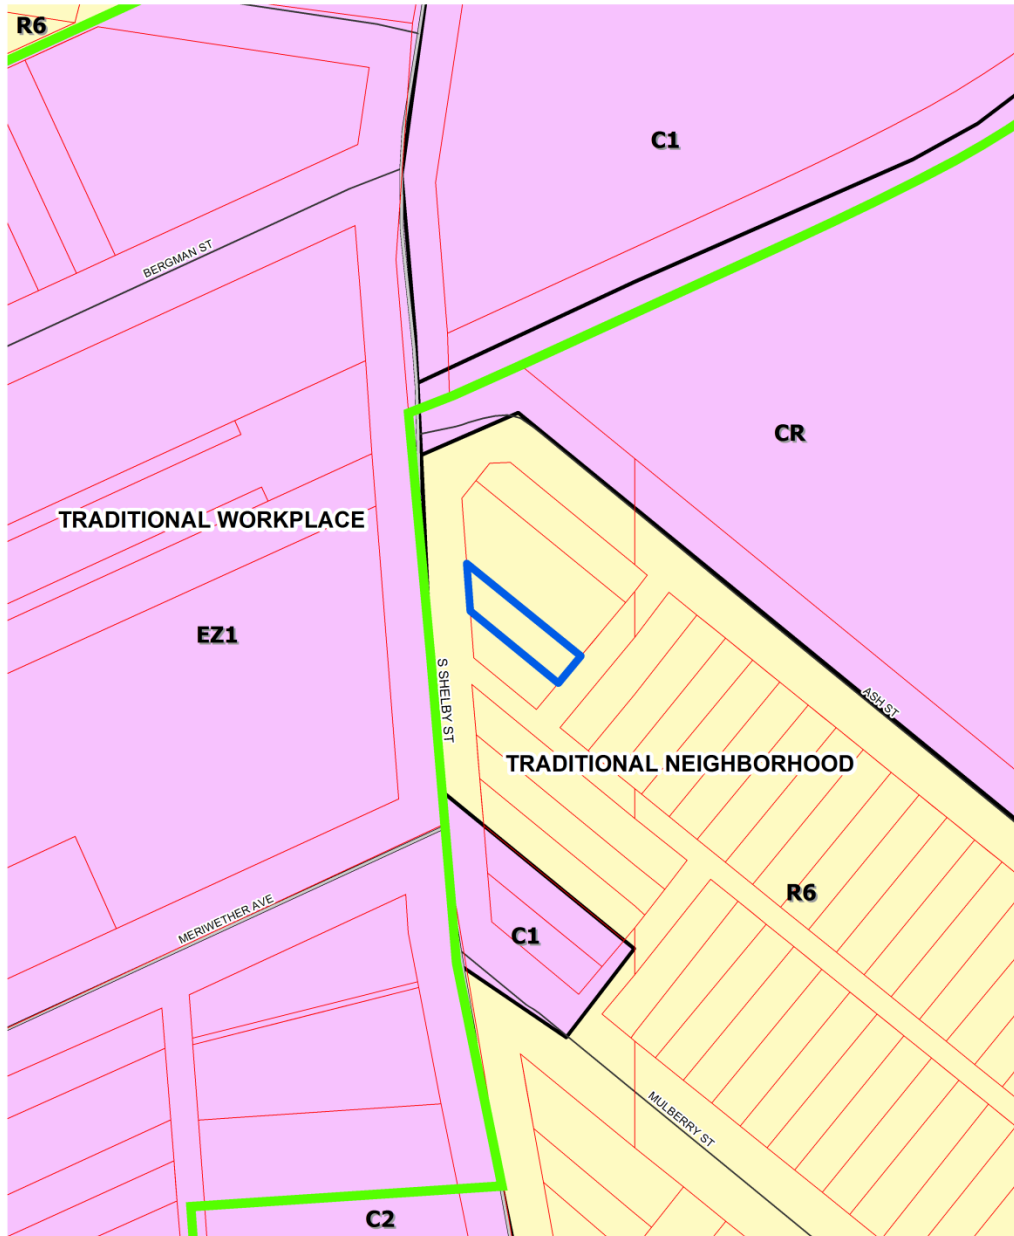 R6
C1
BERGMAN ST
CR
TRADITIONAL WORKPLACE
EZ1
S SHELBY ST
ASH ST
TRADITIONAL NEIGHBORHOOD
R6
MERIWETHER AVE
C1
MULBERRY ST
C2